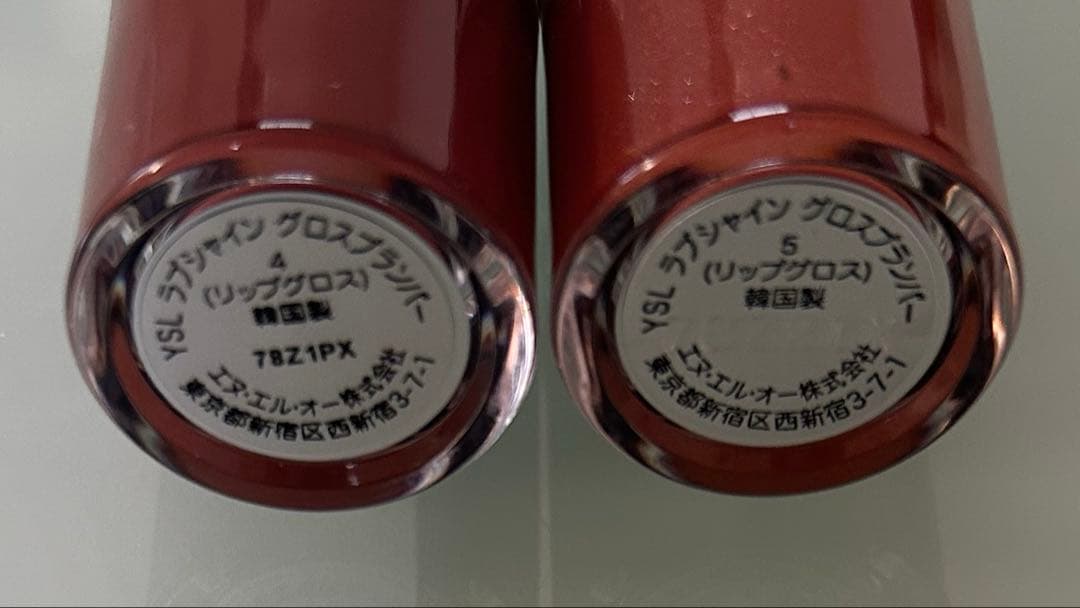 YSL ラブシャイン グロスプランパー
4
(リップグロス)
韓国製
78Z1PX
エヌ・エル・オー株式会社
東京都新宿区西新宿3-7-1
YSL ラブシャイン グロスプランパー
5
(リップグロス)
韓国製
エヌ・エル・オー株式会社
東京都新宿区西新宿3-7-1